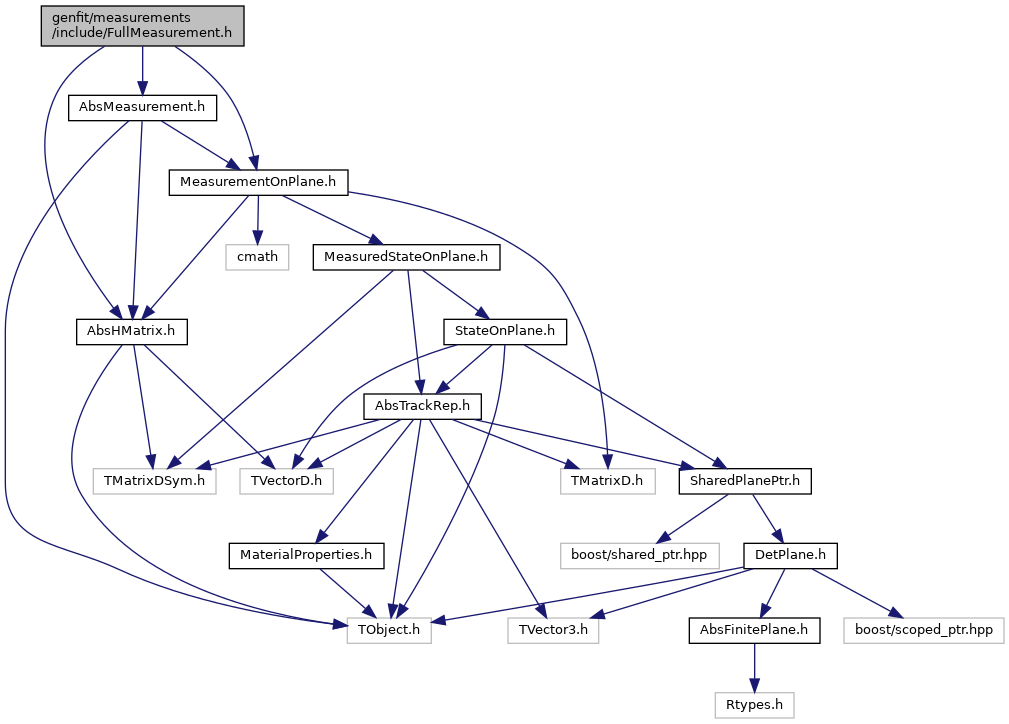 genfit/measurements
/include/FullMeasurement.h
AbsMeasurement.h
MeasurementOnPlane.h
cmath
MeasuredStateOnPlane.h
AbsHMatrix.h
StateOnPlane.h
AbsTrackRep.h
TMatrixDSym.h
TVectorD.h
TMatrixD.h
SharedPlanePtr.h
MaterialProperties.h
boost/shared_ptr.hpp
DetPlane.h
TObject.h
TVector3.h
AbsFinitePlane.h
boost/scoped_ptr.hpp
Rtypes.h